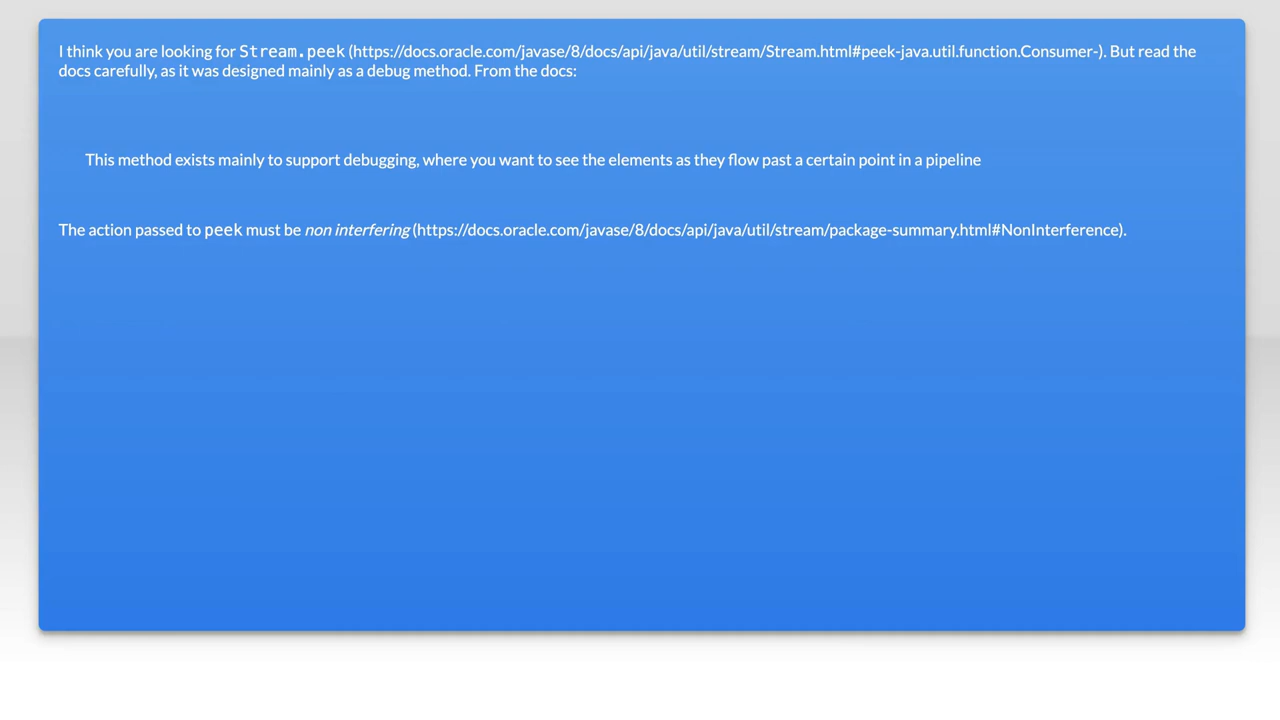 I think you are looking for Stream.peek (https://docs.oracle.com/javase/8/docs/api/java/util/stream/Stream.html#peek-java.util.function.Consumer-). But read the
docs carefully, as it was designed mainly as a debug method. From the docs:
This method exists mainly to support debugging, where you want to see the elements as they flow past a certain point in a pipeline
The action passed to peek must be non interfering (https://docs.oracle.com/javase/8/docs/api/java/util/stream/package-summary.html#NonInterference).